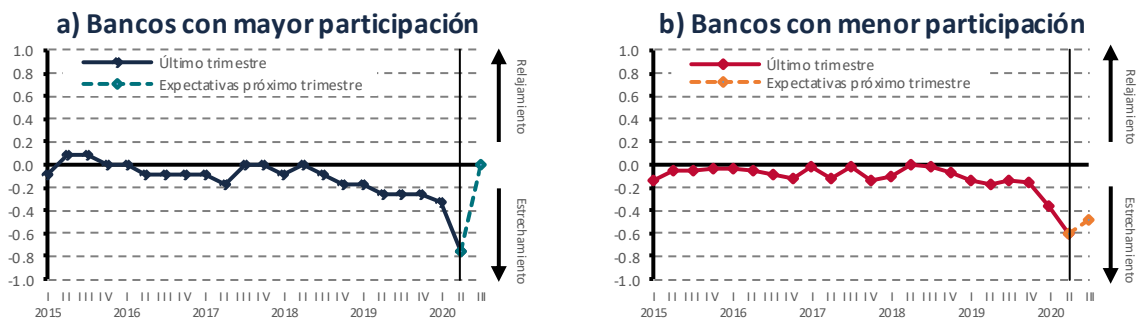 a) Bancos con mayor participación
1.0
0.8
0.6
0.4
0.2
0.0
-0.2
-0.4
-0.6
-0.8
-1.0
Último trimestre
Expectativas próximo trimestre
Relajamiento
Estrechamiento
I II III IV I II III IV I II III IV I II III IV I II III IV I II III
2015 2016 2017 2018 2019 2020
b) Bancos con menor participación
1.0
0.8
0.6
0.4
0.2
0.0
-0.2
-0.4
-0.6
-0.8
-1.0
Último trimestre
Expectativas próximo trimestre
Relajamiento
Estrechamiento
I II III IV I II III IV I II III IV I II III IV I II III IV I II III
2015 2016 2017 2018 2019 2020